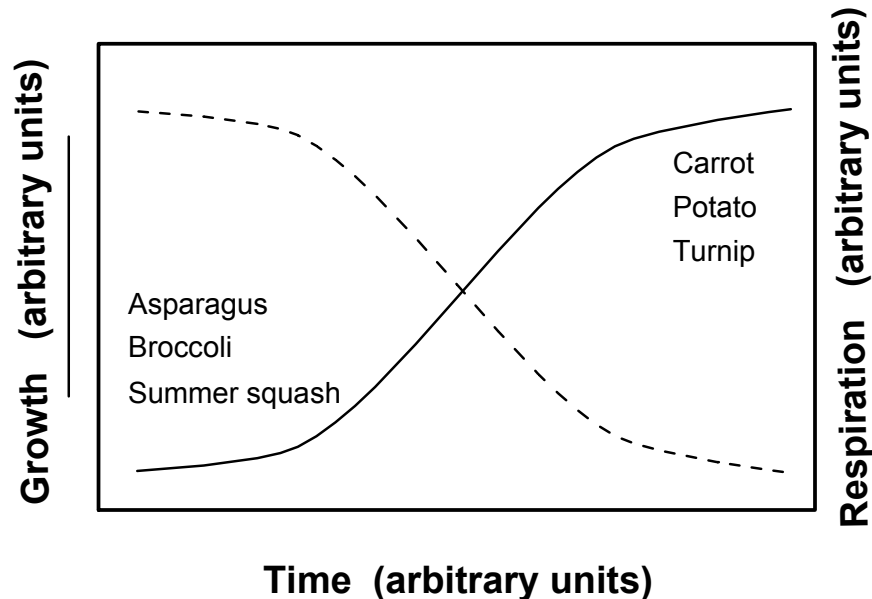 Growth (arbitrary units)
Asparagus
Broccoli
Summer squash
Carrot
Potato
Turnip
Respiration (arbitrary units)
Time (arbitrary units)